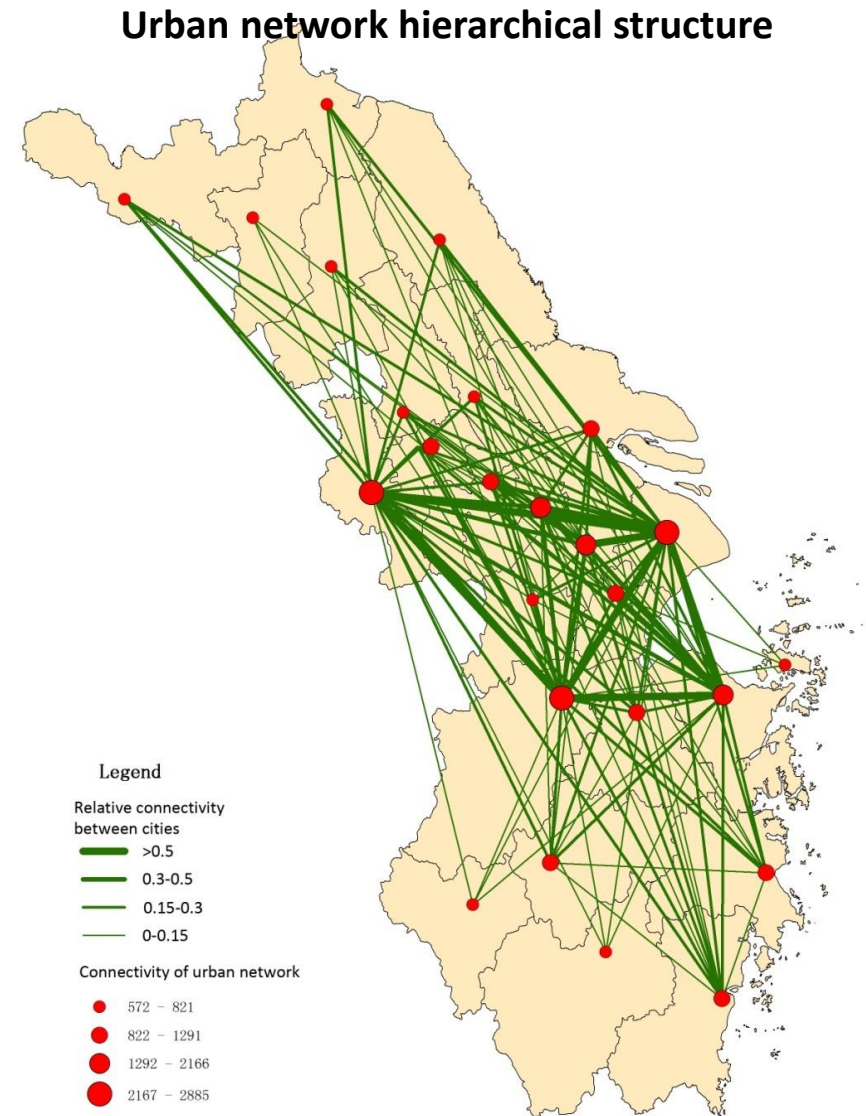 Urban network hierarchical structure
Legend
Relative connectivity
between cities
>0.5
0.3-0.5
0.15-0.3
0-0.15
Connectivity of urban network
572 - 821
822 - 1291
1292 - 2166
2167 - 2885